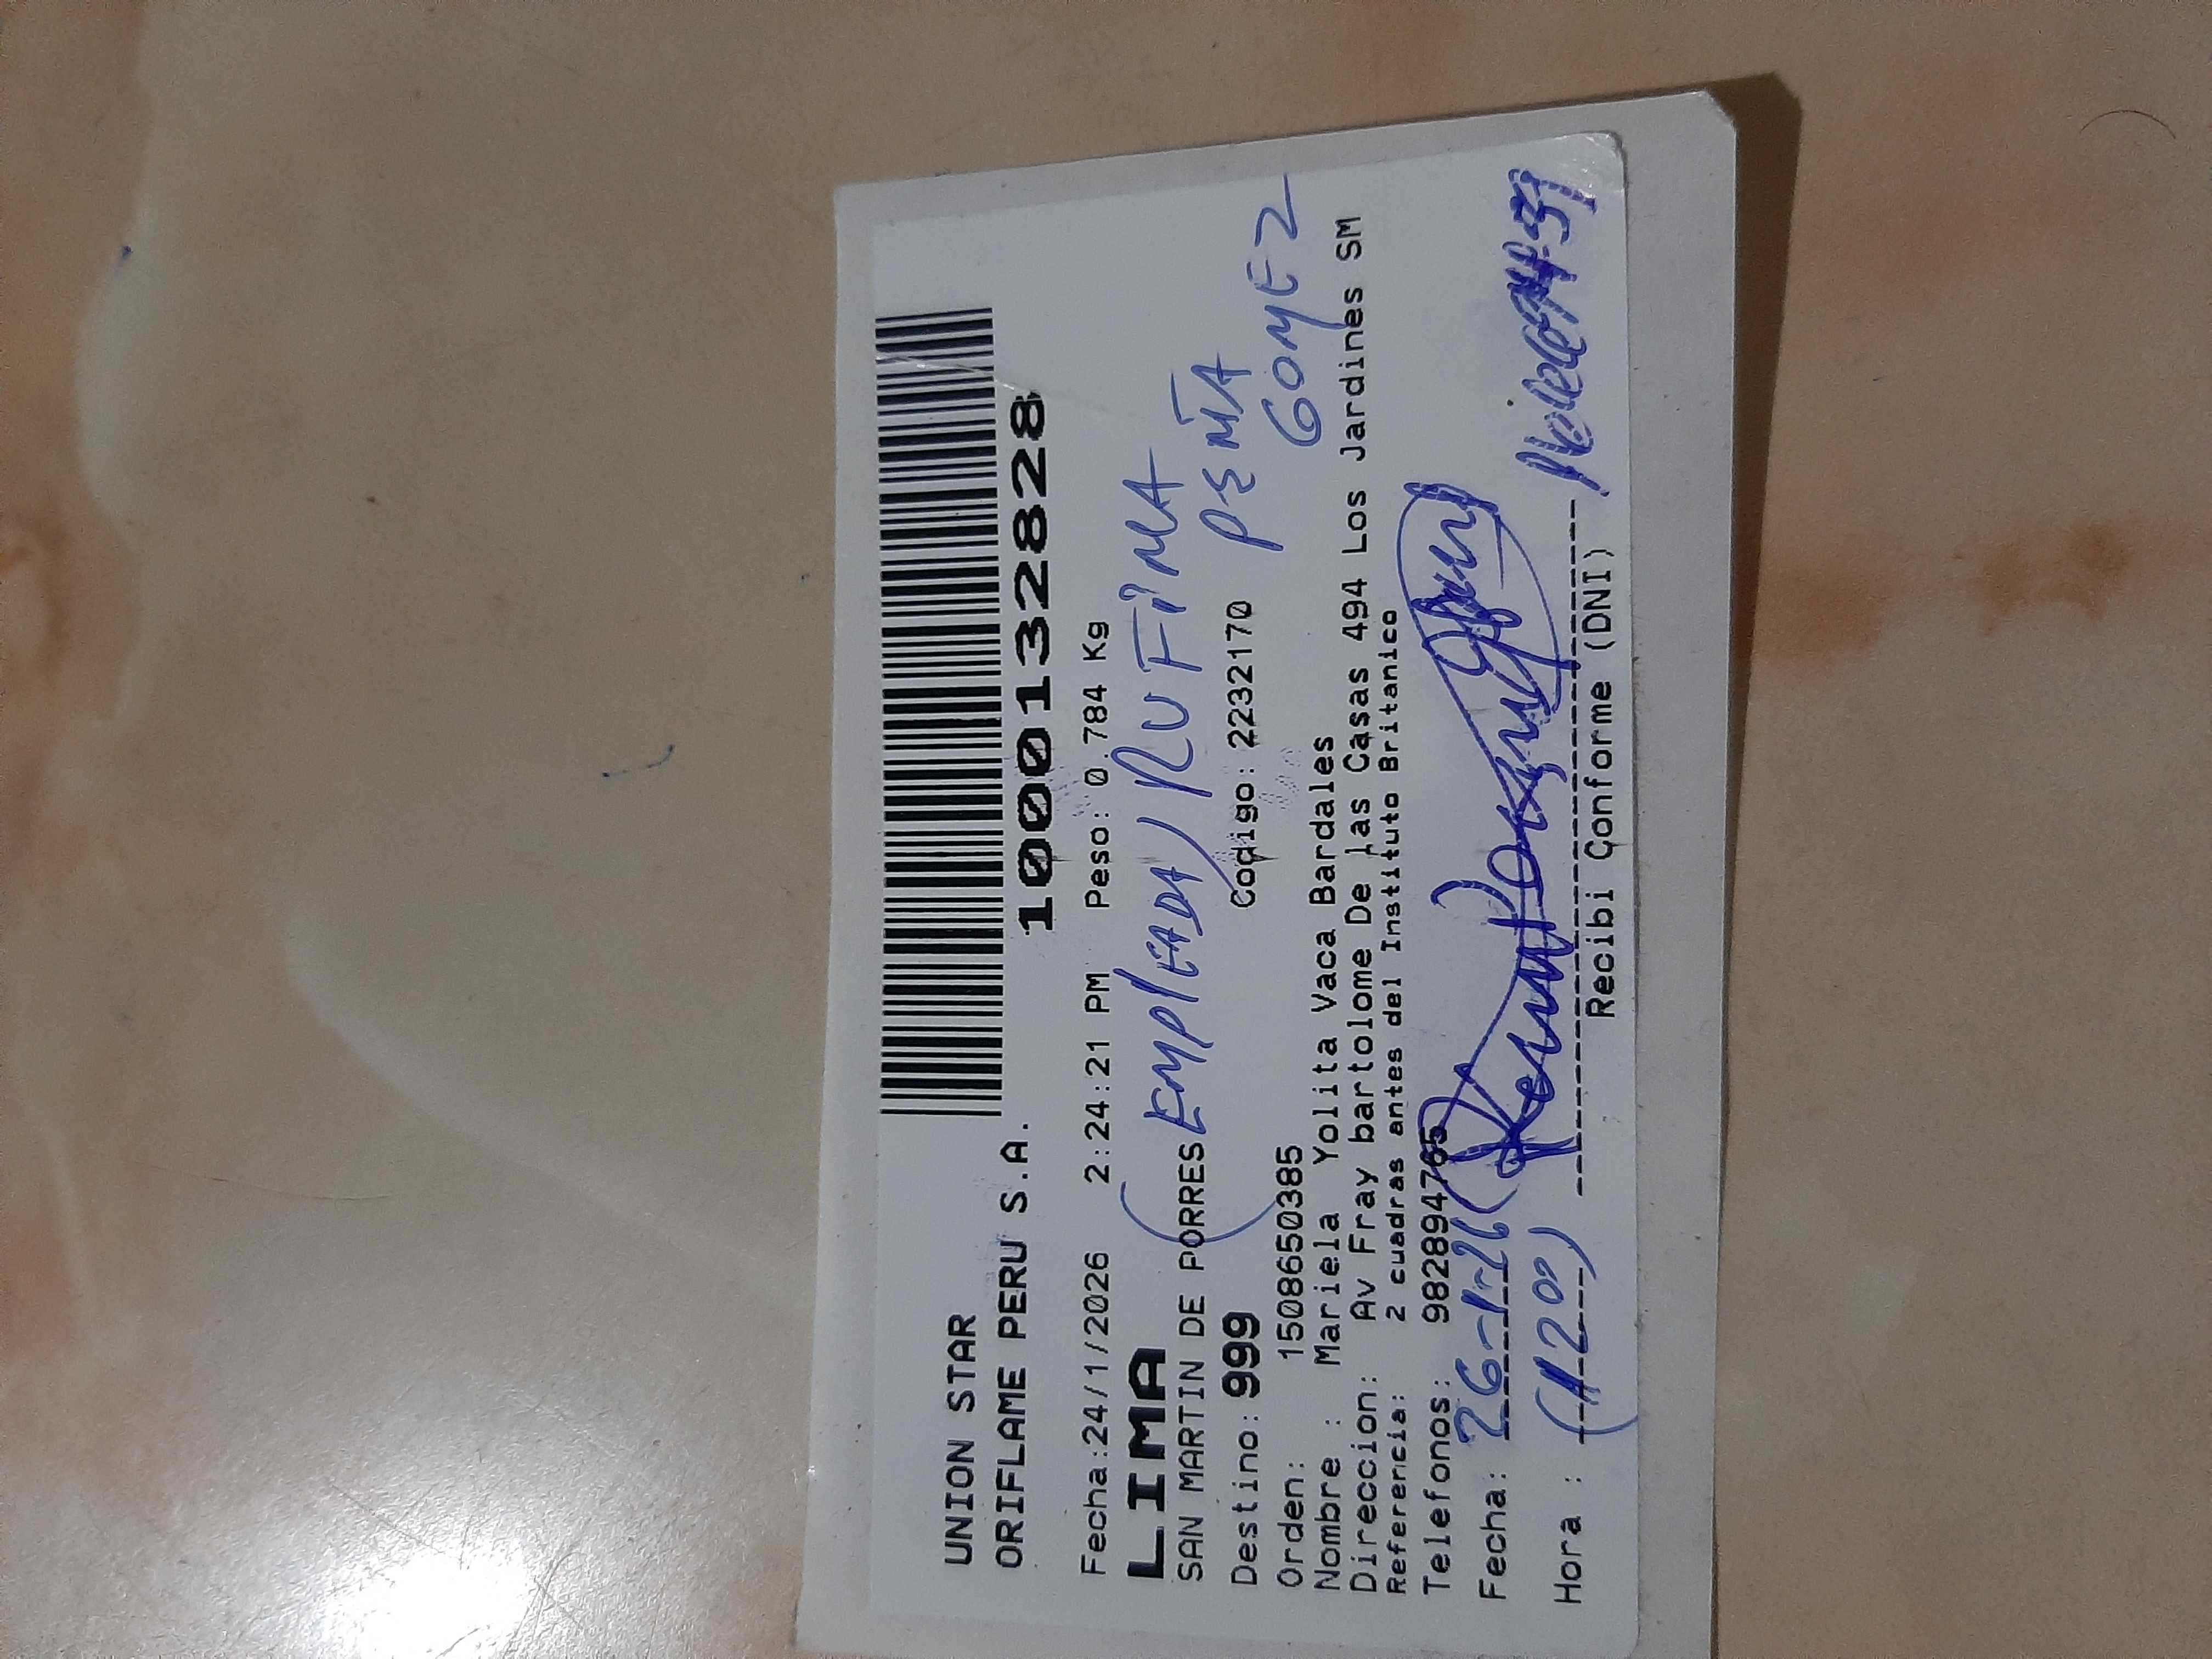 UNION STAR
ORIFLAME PERU S.A.
1000132828
Fecha:24/1/2026 2:24:21 PM Peso: 0.784 Kg
LIMA
SAN MARTIN DE PORRES
(EMPLEADA) RUFINA
PEÑA
GOMEZ
Destino:999 Codigo:2232170
Orden: 1508650385
Nombre : Mariela Yolita Vaca Bardales
Direccion: Av Fray bartolome De las Casas 494 Los Jardines SM
Referencia: 2 cuadras antes del Instituto Britanico
Telefonos: 982894765
Fecha: 26-1-26
Hora : (1200)
Recibi Conforme (DNI)